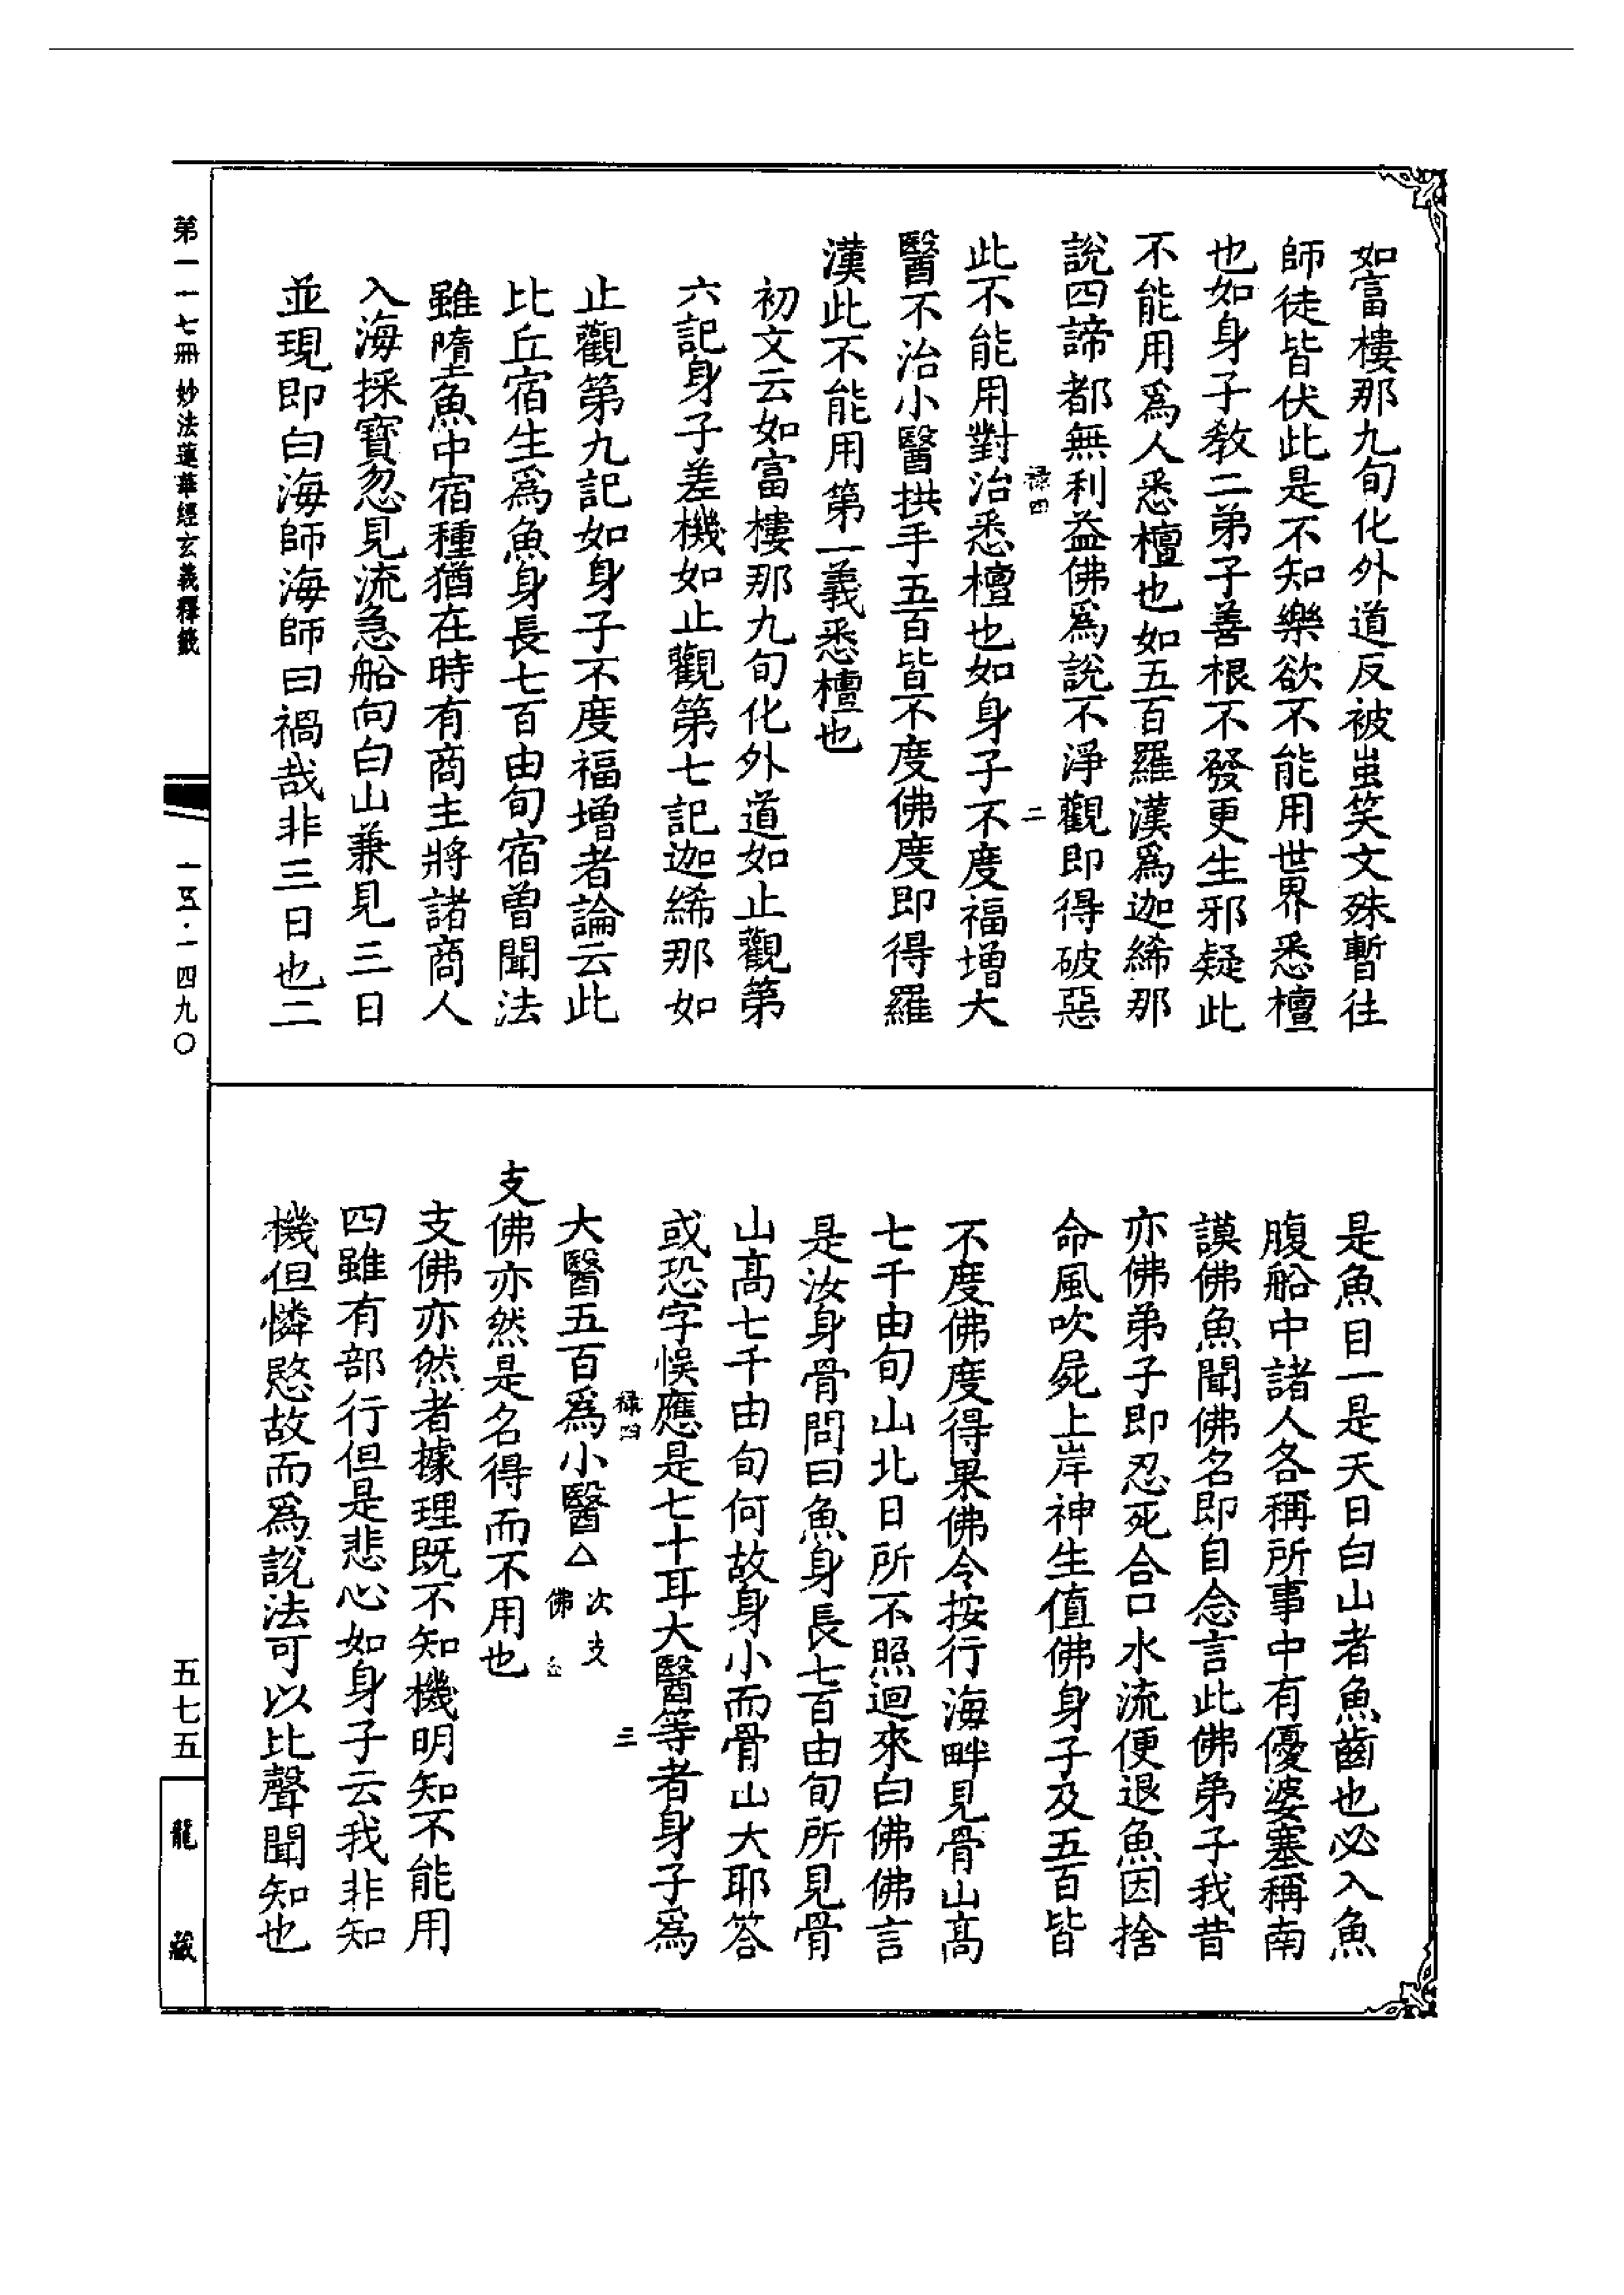 如富樓那九旬化外道反被蚩笑文殊暫往
師徒皆伏此是不知樂欲不能用世界悉檀
也如身子教二弟子善根不發更生邪疑此
不能用爲人悉檀也如五百羅漢爲迦絺那
說四諦都無利益佛爲說不淨觀即得破惡
祿四 二
此不能用對治悉檀也如身子不度福增大
醫不治小醫拱手五百皆不度佛度即得羅
漢此不能用第一義悉檀也
初文云如富樓那九旬化外道如止觀第
六記身子差機如止觀第七記迦絺那如
止觀第九記如身子不度福增者論云此
比丘宿生爲魚身長七百由旬宿曾聞法
雖墮魚中宿種猶在時有商主將諸商人
入海採寶忽見流急船向白山兼見三日
並現即白海師海師曰禍哉非三日也二
是魚目一是天日白山者魚齒也必入魚
腹船中諸人各稱所事中有優婆塞稱南
謨佛魚聞佛名即自念言此佛弟子我昔
亦佛弟子即忍死合口水流便退魚因捨
命風吹屍上岸神生值佛身子及五百皆
不度佛度得果佛令按行海畔見骨山高
七千由旬山北日所不照迴來白佛佛言
是汝身骨問曰魚身長七百由旬所見骨
山高七千由旬何故身小而骨山大耶答
或恐字悞應是七十耳大醫等者身子爲
祿四 三
大醫五百爲小醫△次支佛
支佛亦然是名得而不用也
支佛亦然者據理既不知機明知不能用
四雖有部行但是悲心如身子云我非知
機但憐愍故而爲說法可以比聲聞知也
第一一七冊 妙法蓮華經玄義釋籤
一五·一四九〇
五七五
龍藏